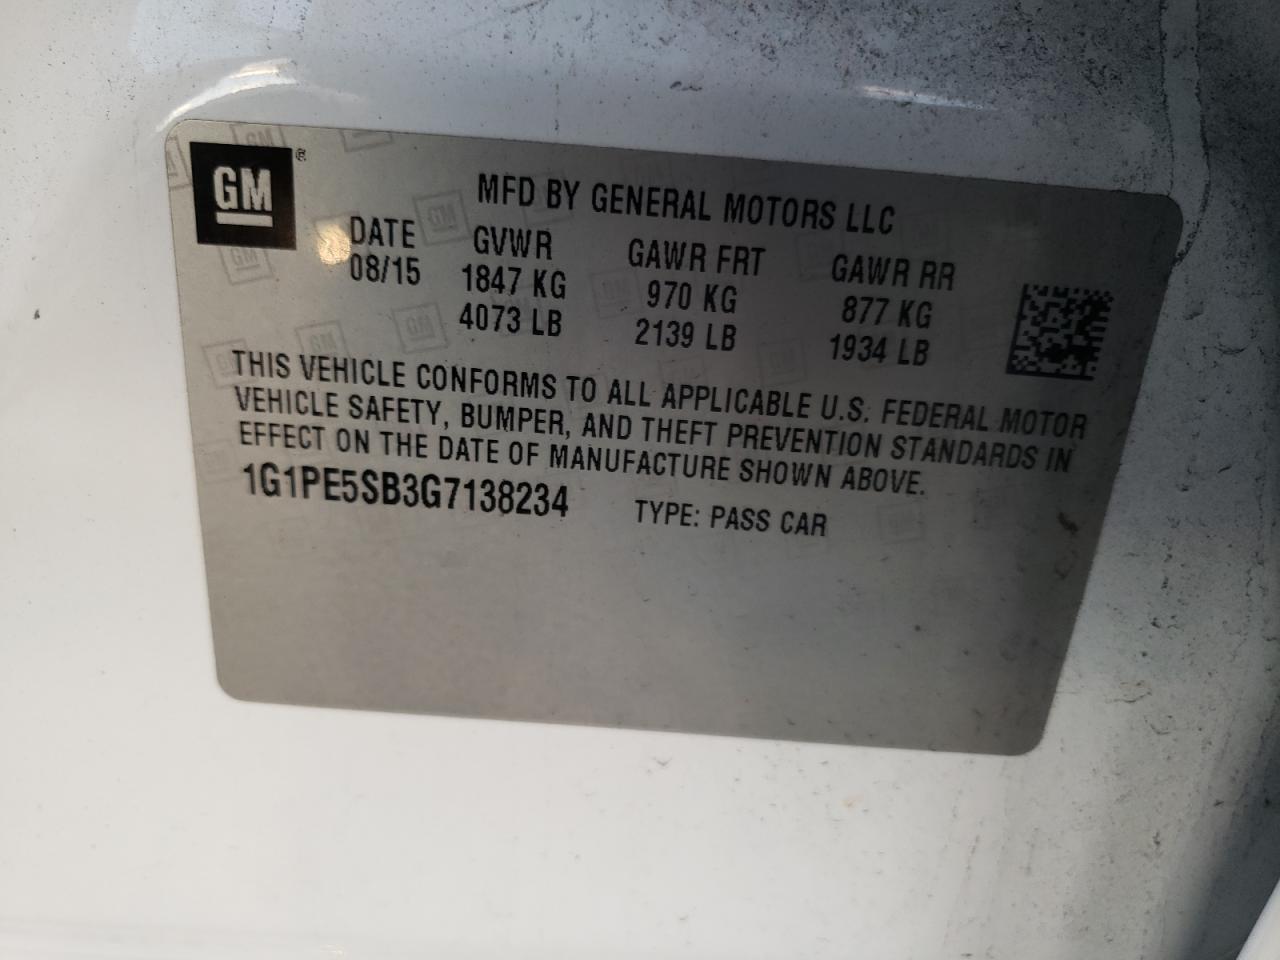 GM ®
MFD BY GENERAL MOTORS LLC
DATE GVWR GAWR FRT GAWR RR
08/15 1847 KG 970 KG 877 KG
4073 LB 2139 LB 1934 LB
THIS VEHICLE CONFORMS TO ALL APPLICABLE U.S. FEDERAL MOTOR
VEHICLE SAFETY, BUMPER, AND THEFT PREVENTION STANDARDS IN
EFFECT ON THE DATE OF MANUFACTURE SHOWN ABOVE.
1G1PE5SB3G7138234 TYPE: PASS CAR